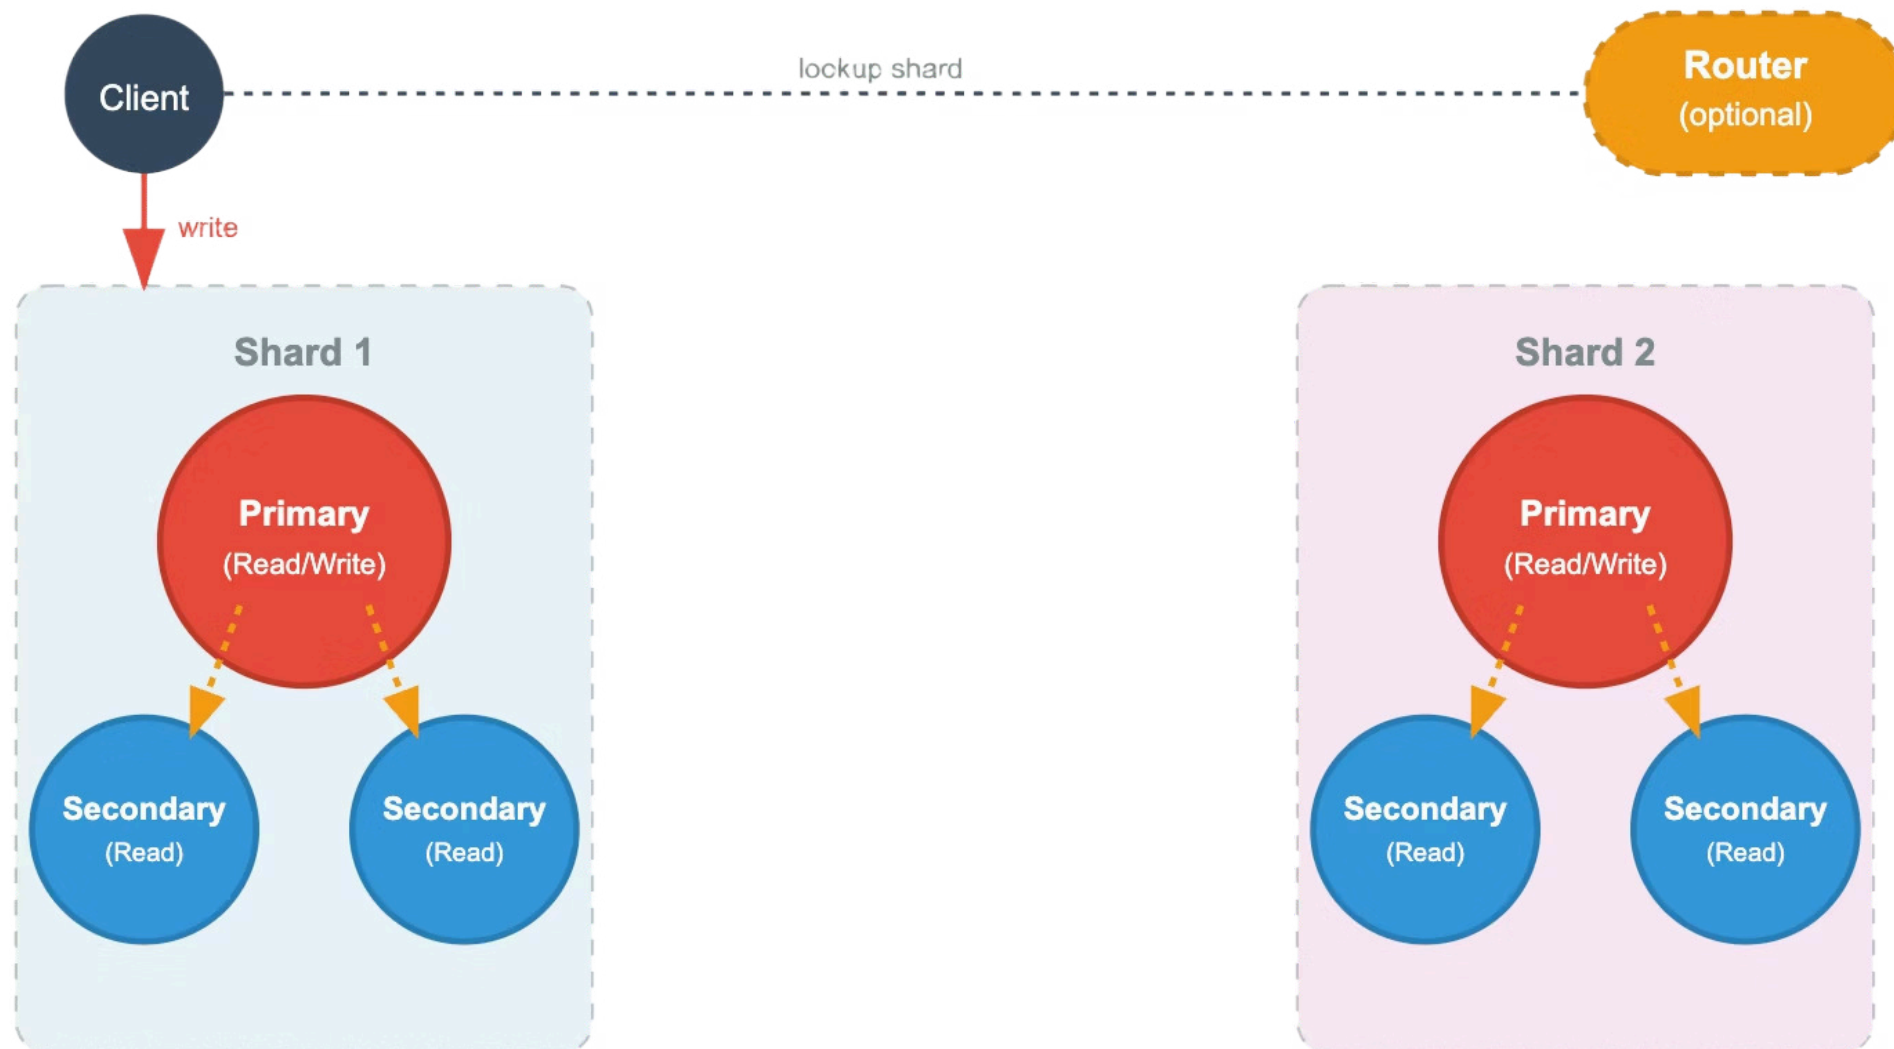 Client
lockup shard
Router
(optional)
write
Shard 1
Primary
(Read/Write)
Secondary
(Read)
Secondary
(Read)
Shard 2
Primary
(Read/Write)
Secondary
(Read)
Secondary
(Read)